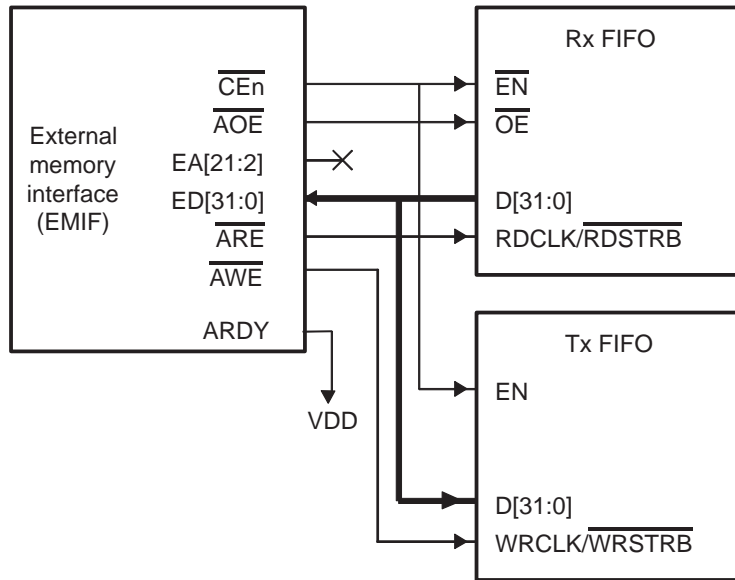 External
memory
interface
(EMIF)
CEn
AOE
EA[21:2]
ED[31:0]
ARE
AWE
ARDY
VDD
Rx FIFO
EN
OE
D[31:0]
RDCLK/RDSTRB
Tx FIFO
EN
D[31:0]
WRCLK/WRSTRB